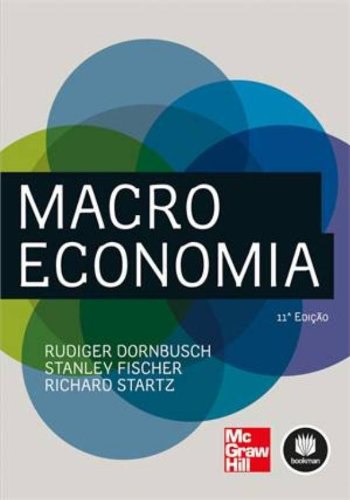 MACRO
ECONOMIA
11ª EDIÇÃO
RUDIGER DORNBUSCH
STANLEY FISCHER
RICHARD STARTZ
Mc
Graw
Hill
Bookman